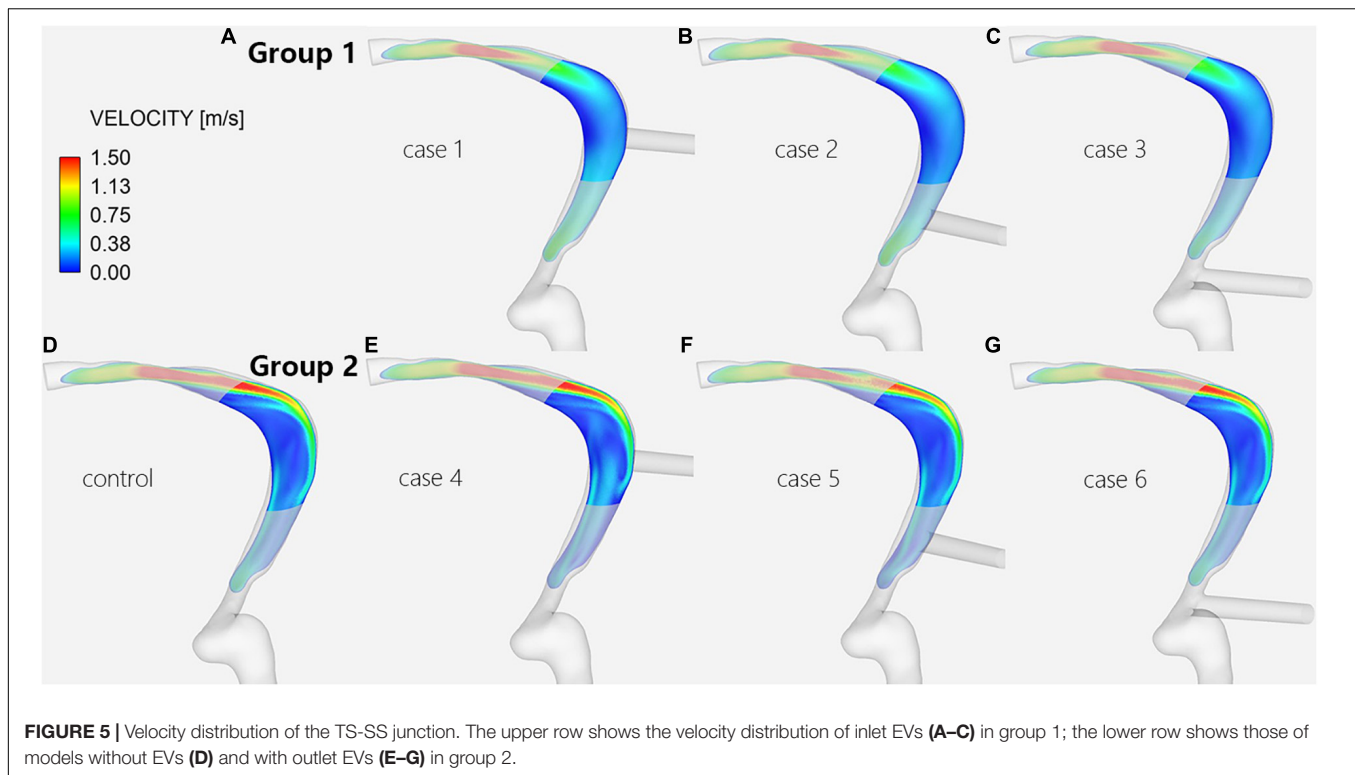 A
Group 1
B
C
VELOCITY [m/s]
1.50
1.13
0.75
0.38
0.00
case 1
case 2
case 3
D
Group 2
E
F
G
control
case 4
case 5
case 6
FIGURE 5 | Velocity distribution of the TS-SS junction. The upper row shows the velocity distribution of inlet EVs (A–C) in group 1; the lower row shows those of
models without EVs (D) and with outlet EVs (E–G) in group 2.